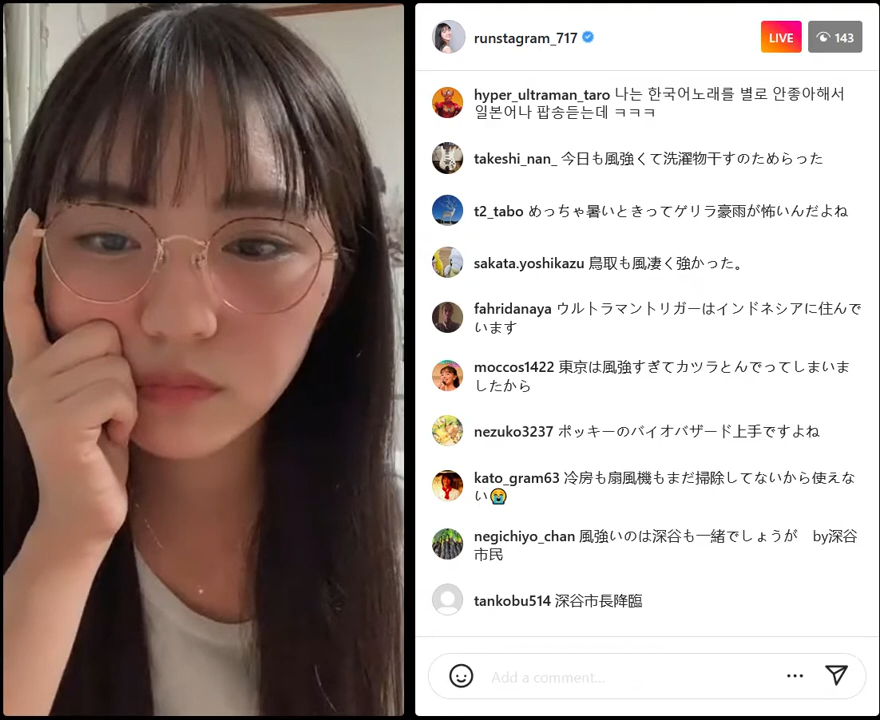 runstagram_717
LIVE
143
hyper_ultraman_taro 나는 한국어노래를 별로 안좋아해서
일본어나 팝송듣는데 ㅋㅋㅋ
takeshi_nan_ 今日も風強くて洗濯物干すのためらった
t2_tabo めっちゃ暑いときってゲリラ豪雨が怖いんだよね
sakata.yoshikazu 鳥取も風凄く強かった。
fahridanaya ウルトラマントリガーはインドネシアに住んで
います
moccos1422 東京は風強すぎてカツラとんでってしまいま
したから
nezuko3237 ポッキーのバイオバザード上手ですよね
kato_gram63 冷房も扇風機もまだ掃除してないから使えな
い😭
negichiyo_chan 風強いのは深谷も一緒でしょうが　by深谷
市民
tankobu514 深谷市長降臨
Add a comment...